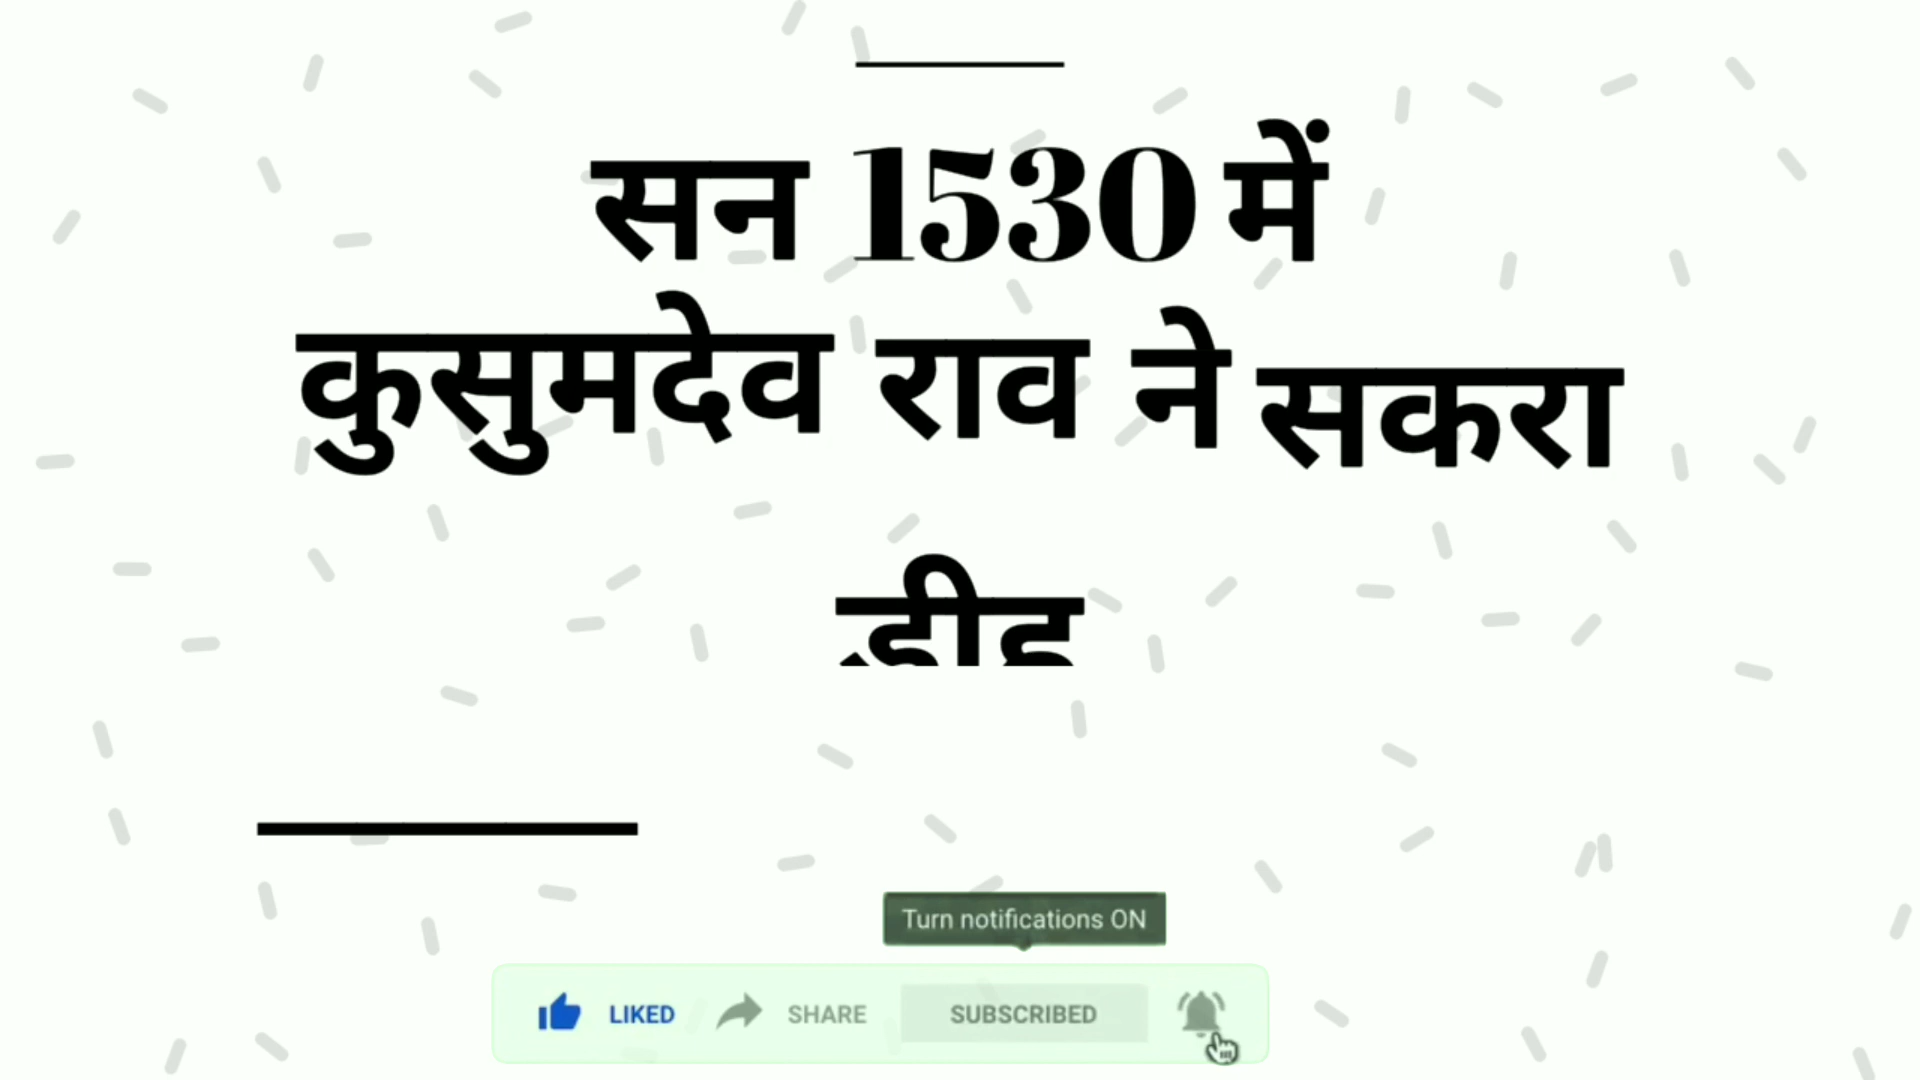 सन 1530 में
कुसुमदेव राव ने सकरा
डीह
Turn notifications ON
LIKED SHARE SUBSCRIBED